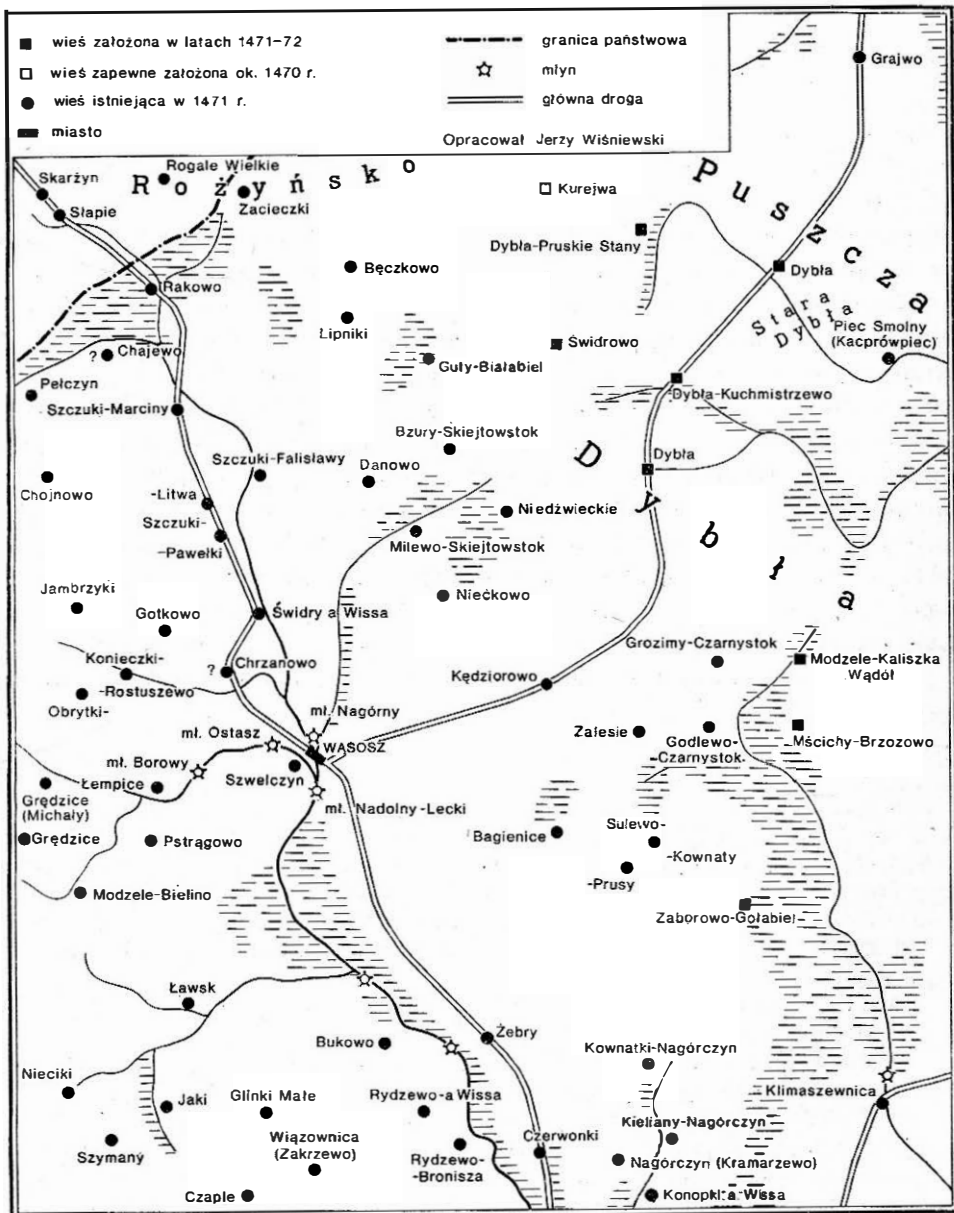 wieś założona w latach 1471-72
wieś zapewne założona ok. 1470 r.
wieś istniejąca w 1471 r.
miasto
granica państwowa
młyn
główna droga
Opracował Jerzy Wiśniewski
Grajwo
Skarżyn
Rogale Wielkie
Rożyńsko
Zacieczki
Słapie
Kurejwa
Puszcza
Dybła-Pruskie Stany
Bęczkowo
Dybła
Rakowo
Stara
Dybła
Piec Smolny
(Kacprówpiec)
Łipniki
Świdrowo
? Chajewo
Guły-Białabiel
Pełczyn
Szczuki-Marciny
Dybła-Kuchmistrzewo
Bzury-Skiejtowstok
Szczuki-Falisławy
Danowo
Dybła
Dybła
Chojnowo
-Litwa
Szczuki-
-Pawełki
Niedźwieckie
Milewo-Skiejtowstok
Jambrzyki
Niećkowo
Gotkowo
Świdry a Wissa
Grozimy-Czarnystok
Konieczki-
-Rostuszewo
? Chrzanowo
Modzele-Kaliszka
Wądół
Kędziorowo
Obrytki-
mł. Nagórny
mł. Ostasz
WĄSOSZ
Zalesie
Godlewo-
-Czarnystok
Mścichy-Brzozowo
mł. Borowy
Szwelczyn
Łempice
Grędzice
(Michały)
mł. Nadolny-Lecki
Grędzice
Pstrągowo
Bagienice
Sulewo-
-Kownaty
-Prusy
Modzele-Bielino
Zaborowo-Gołąbiel
Ławsk
Bukowo
Żebry
Kownatki-Nagórczyn
Nieciki
Jaki
Glinki Małe
Rydzewo-a Wissa
Klimaszewnica
Szymany
Wiązownica
(Zakrzewo)
Rydzewo-
-Bronisza
Czerwonki
Kieliany-Nagórczyn
Nagórczyn (Kramarzewo)
Czaple
Konopki a Wissa